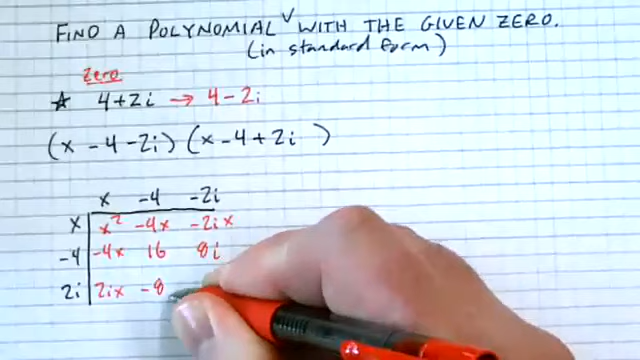 FIND A POLYNOMIAL WITH THE GIVEN ZERO.
(in standard form)
Zero
☆ 4+2i → 4-2i
(x -4-2i)(x-4+2i )
x -4 -2i
x x² -4x -2ix
-4 -4x 16 8i
2i 2ix -8